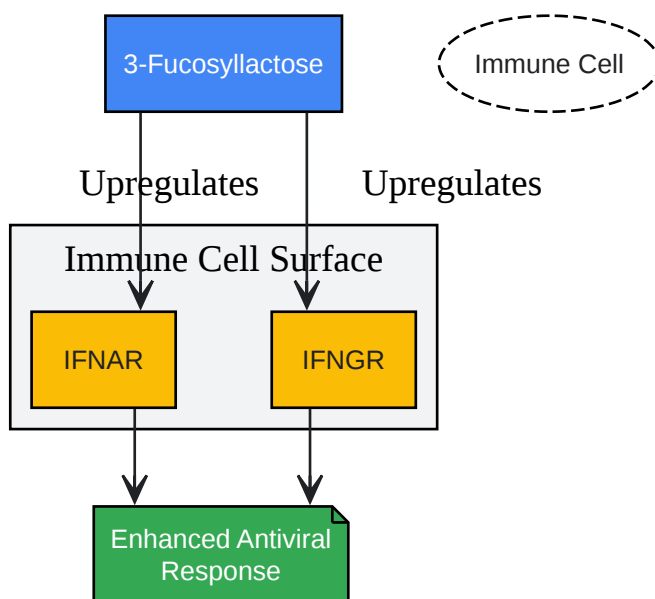 3-Fucosyllactose
Immune Cell
Upregulates
Upregulates
Immune Cell Surface
IFNAR
IFNGR
Enhanced Antiviral
Response